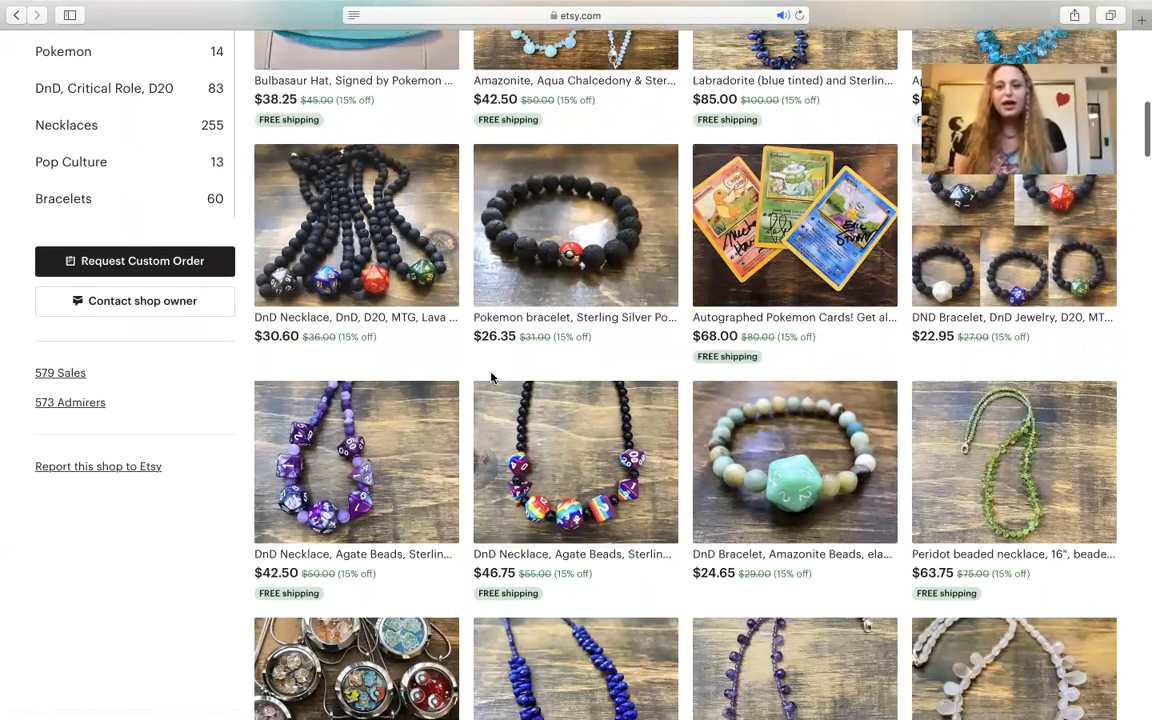 etsy.com
Pokemon 14
DnD, Critical Role, D20 83
Necklaces 255
Pop Culture 13
Bracelets 60
Request Custom Order
Contact shop owner
579 Sales
573 Admirers
Report this shop to Etsy
Bulbasaur Hat, Signed by Pokemon ...
$38.25 $45.00 (15% off)
FREE shipping
Amazonite, Aqua Chalcedony & Ster...
$42.50 $50.00 (15% off)
FREE shipping
Labradorite (blue tinted) and Sterlin...
$85.00 $100.00 (15% off)
FREE shipping
DnD Necklace, DnD, D20, MTG, Lava ...
$30.60 $36.00 (15% off)
Pokemon bracelet, Sterling Silver Po...
$26.35 $31.00 (15% off)
Autographed Pokemon Cards! Get al...
$68.00 $80.00 (15% off)
FREE shipping
DND Bracelet, DnD Jewelry, D20, MT...
$22.95 $27.00 (15% off)
DnD Necklace, Agate Beads, Sterlin...
$42.50 $50.00 (15% off)
FREE shipping
DnD Necklace, Agate Beads, Sterlin...
$46.75 $55.00 (15% off)
FREE shipping
DnD Bracelet, Amazonite Beads, ela...
$24.65 $29.00 (15% off)
Peridot beaded necklace, 16", beade...
$63.75 $75.00 (15% off)
FREE shipping